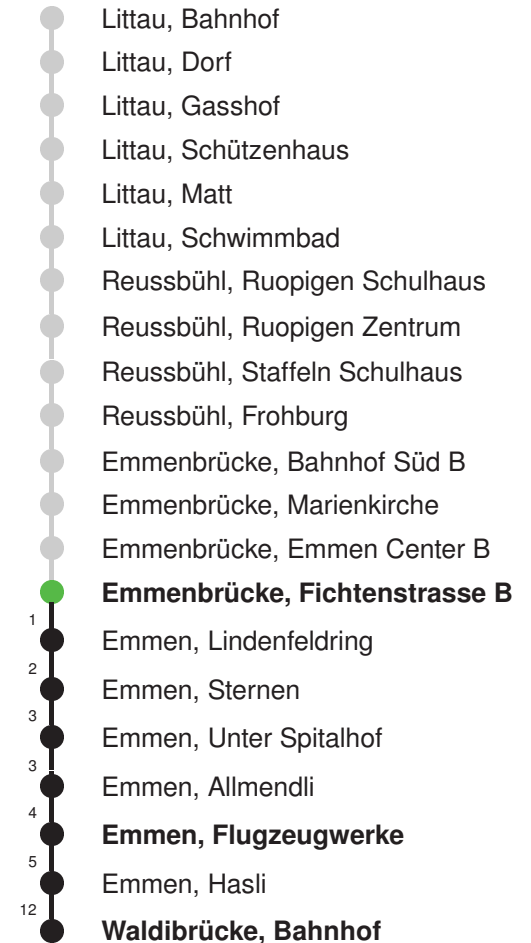 Littau, Bahnhof
Littau, Dorf
Littau, Gasshof
Littau, Schützenhaus
Littau, Matt
Littau, Schwimmbad
Reussbühl, Ruopigen Schulhaus
Reussbühl, Ruopigen Zentrum
Reussbühl, Staffeln Schulhaus
Reussbühl, Frohburg
Emmenbrücke, Bahnhof Süd B
Emmenbrücke, Marienkirche
Emmenbrücke, Emmen Center B
Emmenbrücke, Fichtenstrasse B
1 Emmen, Lindenfeldring
2 Emmen, Sternen
3 Emmen, Unter Spitalhof
3 Emmen, Allmendli
4 Emmen, Flugzeugwerke
5 Emmen, Hasli
12 Waldibrücke, Bahnhof